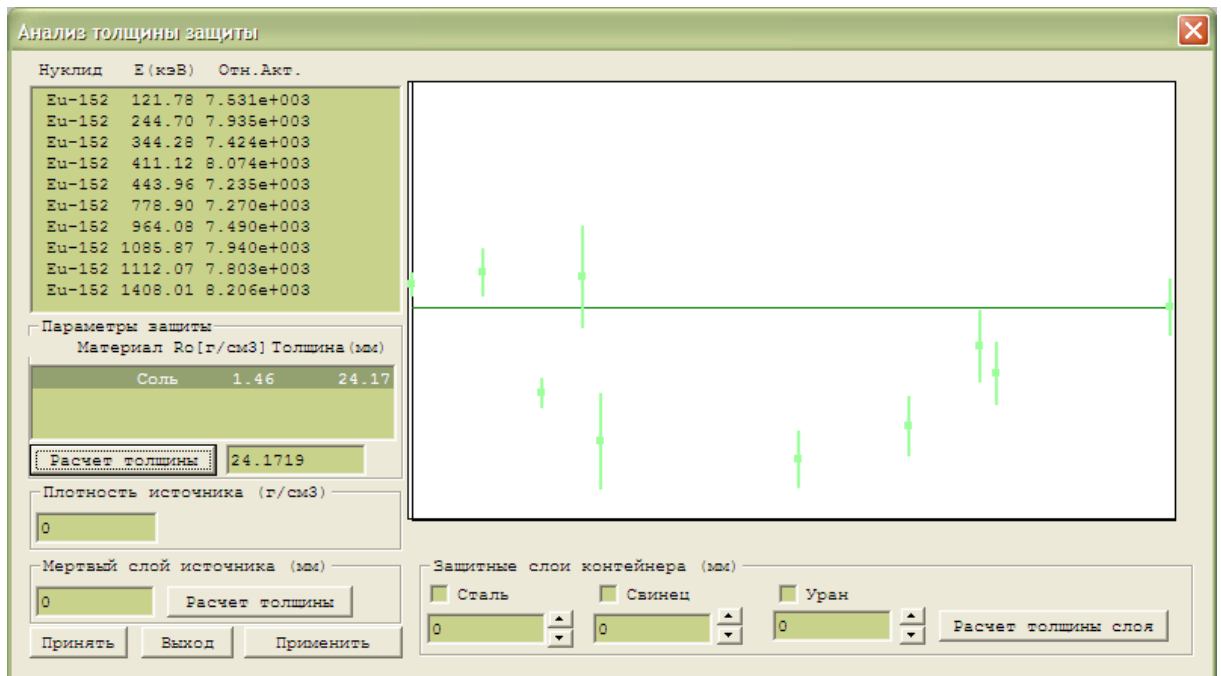 Анализ толщины защиты
Нуклид E(кэВ) Отн.Акт.
Eu-152 121.78 7.531e+003
Eu-152 244.70 7.935e+003
Eu-152 344.28 7.424e+003
Eu-152 411.12 8.074e+003
Eu-152 443.96 7.235e+003
Eu-152 778.90 7.270e+003
Eu-152 964.08 7.490e+003
Eu-152 1085.87 7.940e+003
Eu-152 1112.07 7.803e+003
Eu-152 1408.01 8.206e+003
Параметры защиты
Материал Ro[г/см3] Толщина(мм)
Соль 1.46 24.17
Расчет толщины 24.1719
Плотность источника (г/см3)
0
Мертвый слой источника (мм)
0 Расчет толщины
Принять Выход Применить
Защитные слои контейнера (мм)
Сталь Свинец Уран
0 0 0 Расчет толщины слоя